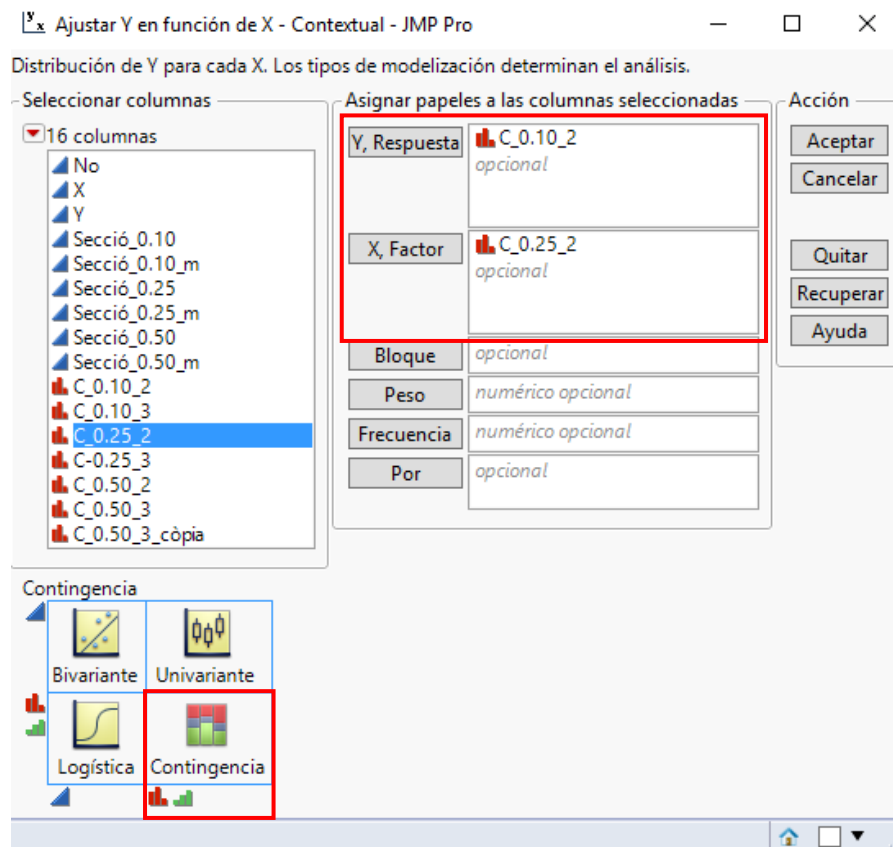 Ajustar Y en función de X - Contextual - JMP Pro
Distribución de Y para cada X. Los tipos de modelización determinan el análisis.
Seleccionar columnas
16 columnas
No
X
Y
Secció_0.10
Secció_0.10_m
Secció_0.25
Secció_0.25_m
Secció_0.50
Secció_0.50_m
C_0.10_2
C_0.10_3
C_0.25_2
C-0.25_3
C_0.50_2
C_0.50_3
C_0.50_3_còpia
Asignar papeles a las columnas seleccionadas
Y, Respuesta
C_0.10_2
opcional
X, Factor
C_0.25_2
opcional
Bloque
opcional
Peso
numérico opcional
Frecuencia
numérico opcional
Por
opcional
Acción
Aceptar
Cancelar
Quitar
Recuperar
Ayuda
Contingencia
Bivariante
Univariante
Logística
Contingencia